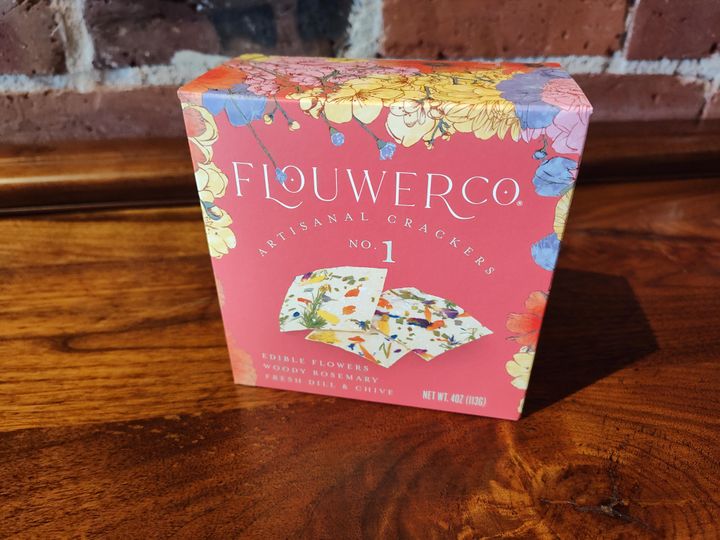 FLOUWERCO®
ARTISANAL CRACKERS
NO. 1
EDIBLE FLOWERS
WOODY ROSEMARY
FRESH DILL & CHIVE
NET WT. 4OZ (113G)